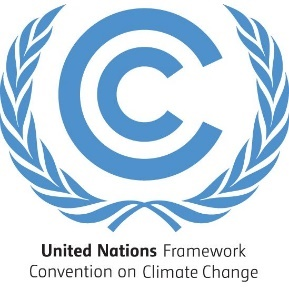 United Nations Framework
Convention on Climate Change